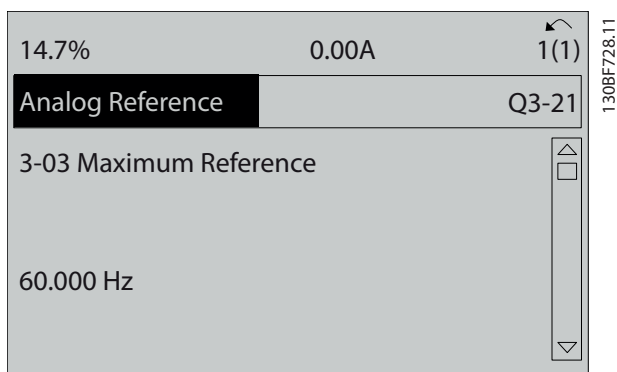 14.7% 0.00A 1(1)
Analog Reference Q3-21
3-03 Maximum Reference
60.000 Hz
130BF728.11